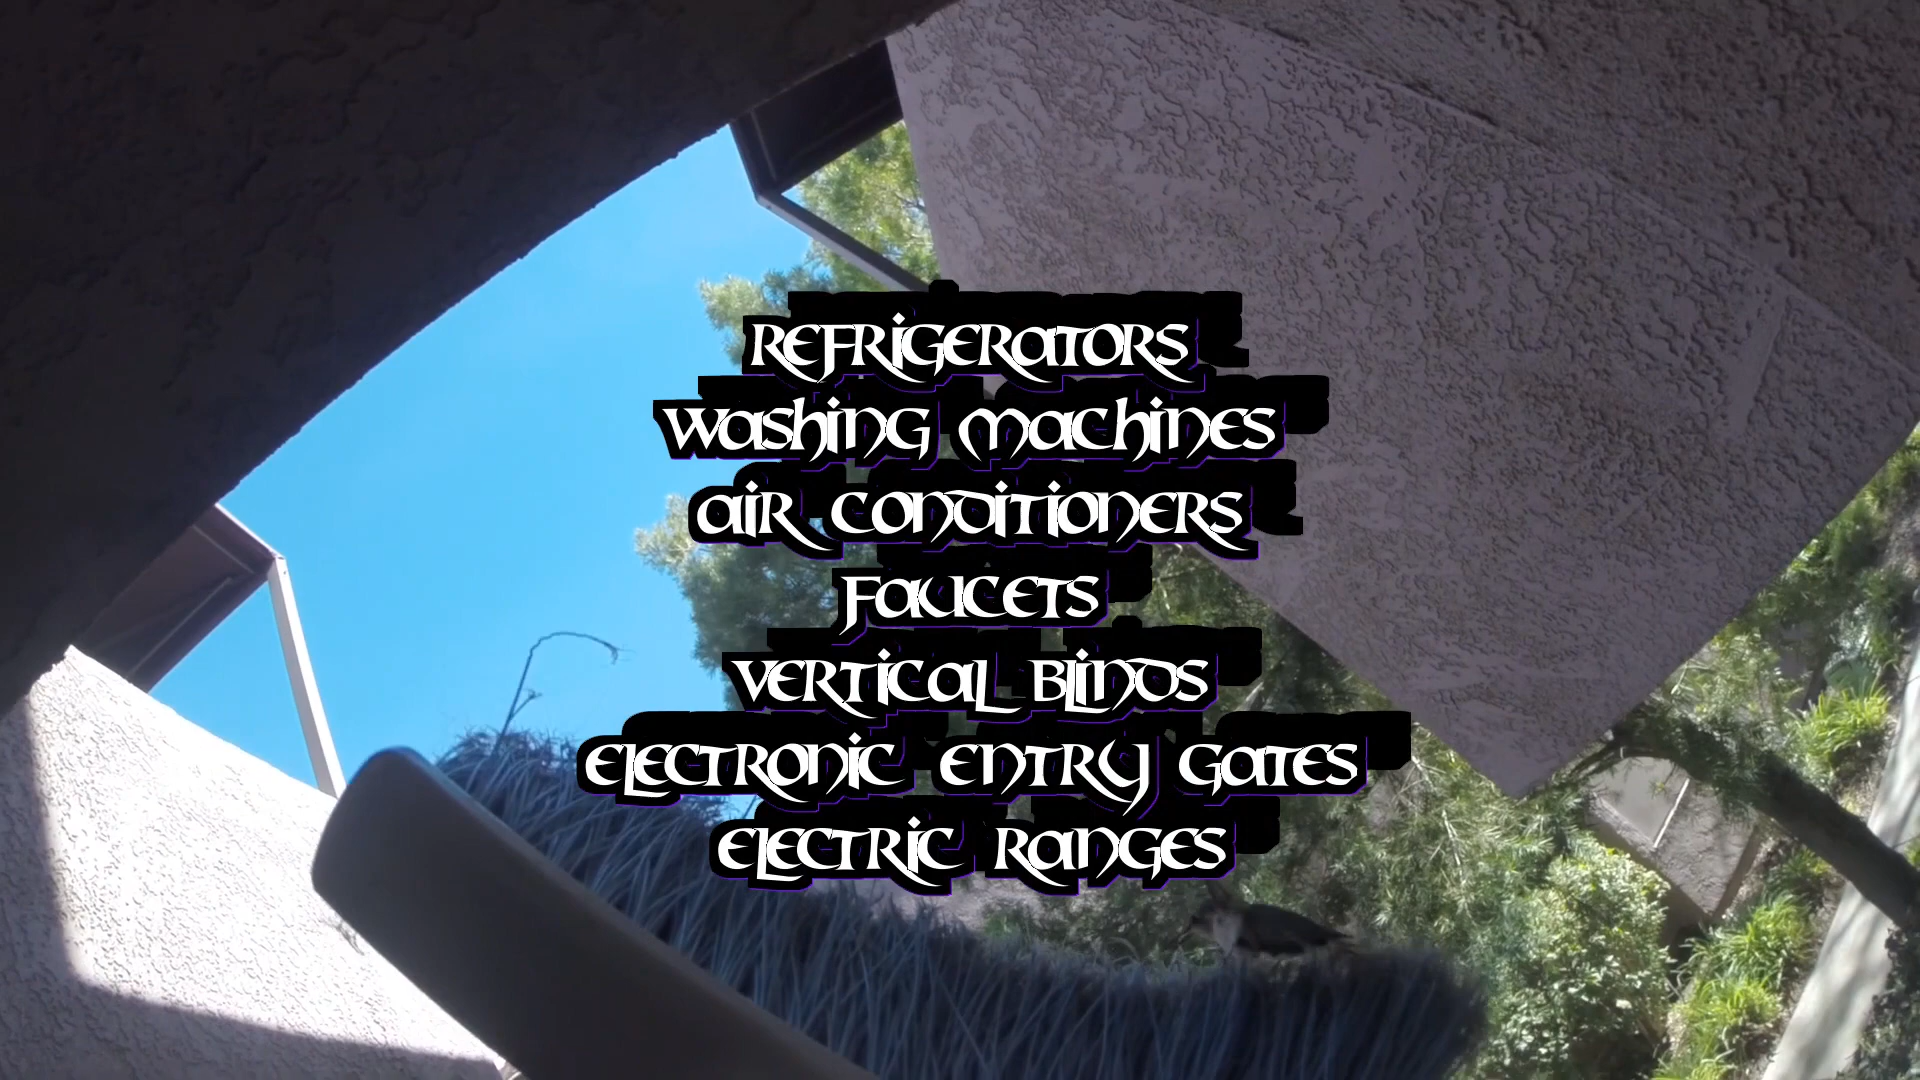 Refrigerators
Washing Machines
Air Conditioners
Faucets
Vertical Blinds
Electronic Entry Gates
Electric Ranges